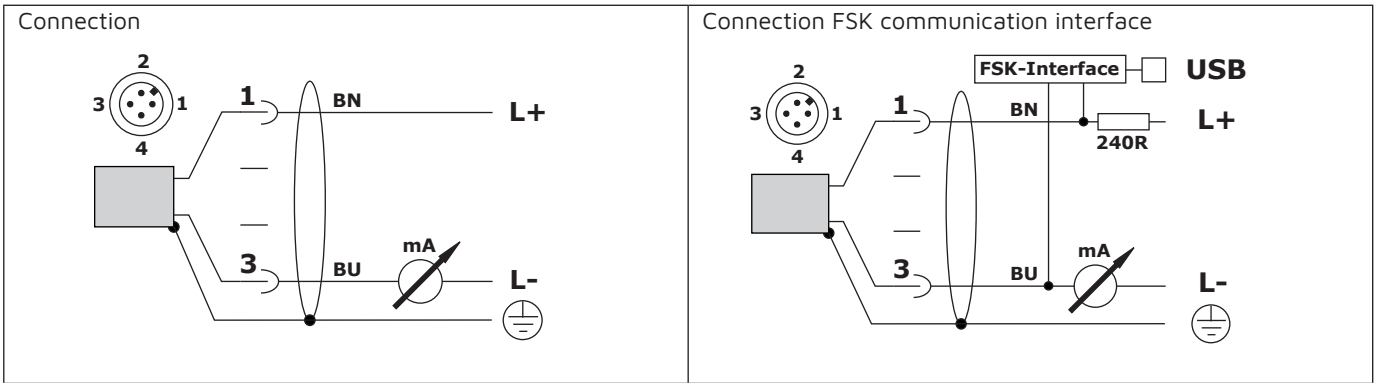 Connection
2
3
1
4
1
BN
L+
mA
3
BU
L-
Connection FSK communication interface
FSK-Interface
USB
2
3
1
4
1
BN
L+
240R
mA
3
BU
L-